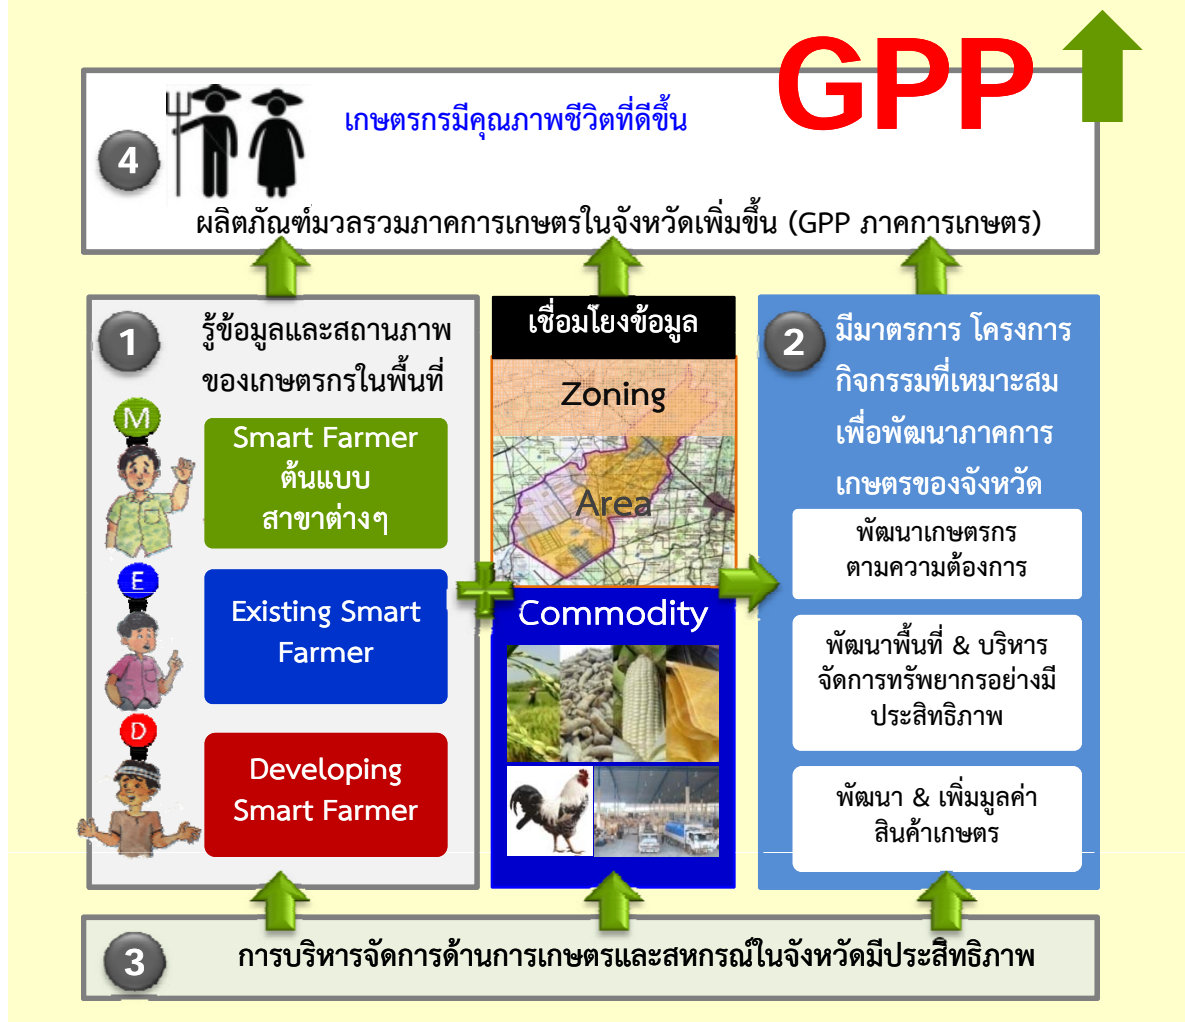 GPP
4
เกษตรกรมีคุณภาพชีวิตที่ดีขึ้น
ผลิตภัณฑ์มวลรวมภาคการเกษตรในจังหวัดเพิ่มขึ้น (GPP ภาคการเกษตร)
1
รู้ข้อมูลและสถานภาพ
ของเกษตรกรในพื้นที่
M
Smart Farmer
ต้นแบบ
สาขาต่างๆ
E
Existing Smart
Farmer
D
Developing
Smart Farmer
เชื่อมโยงข้อมูล
Zoning
Area
Commodity
2
มีมาตรการ โครงการ
กิจกรรมที่เหมาะสม
เพื่อพัฒนาภาคการ
เกษตรของจังหวัด
พัฒนาเกษตรกร
ตามความต้องการ
พัฒนาพื้นที่ & บริหาร
จัดการทรัพยากรอย่างมี
ประสิทธิภาพ
พัฒนา & เพิ่มมูลค่า
สินค้าเกษตร
3
การบริหารจัดการด้านการเกษตรและสหกรณ์ในจังหวัดมีประสิทธิภาพ